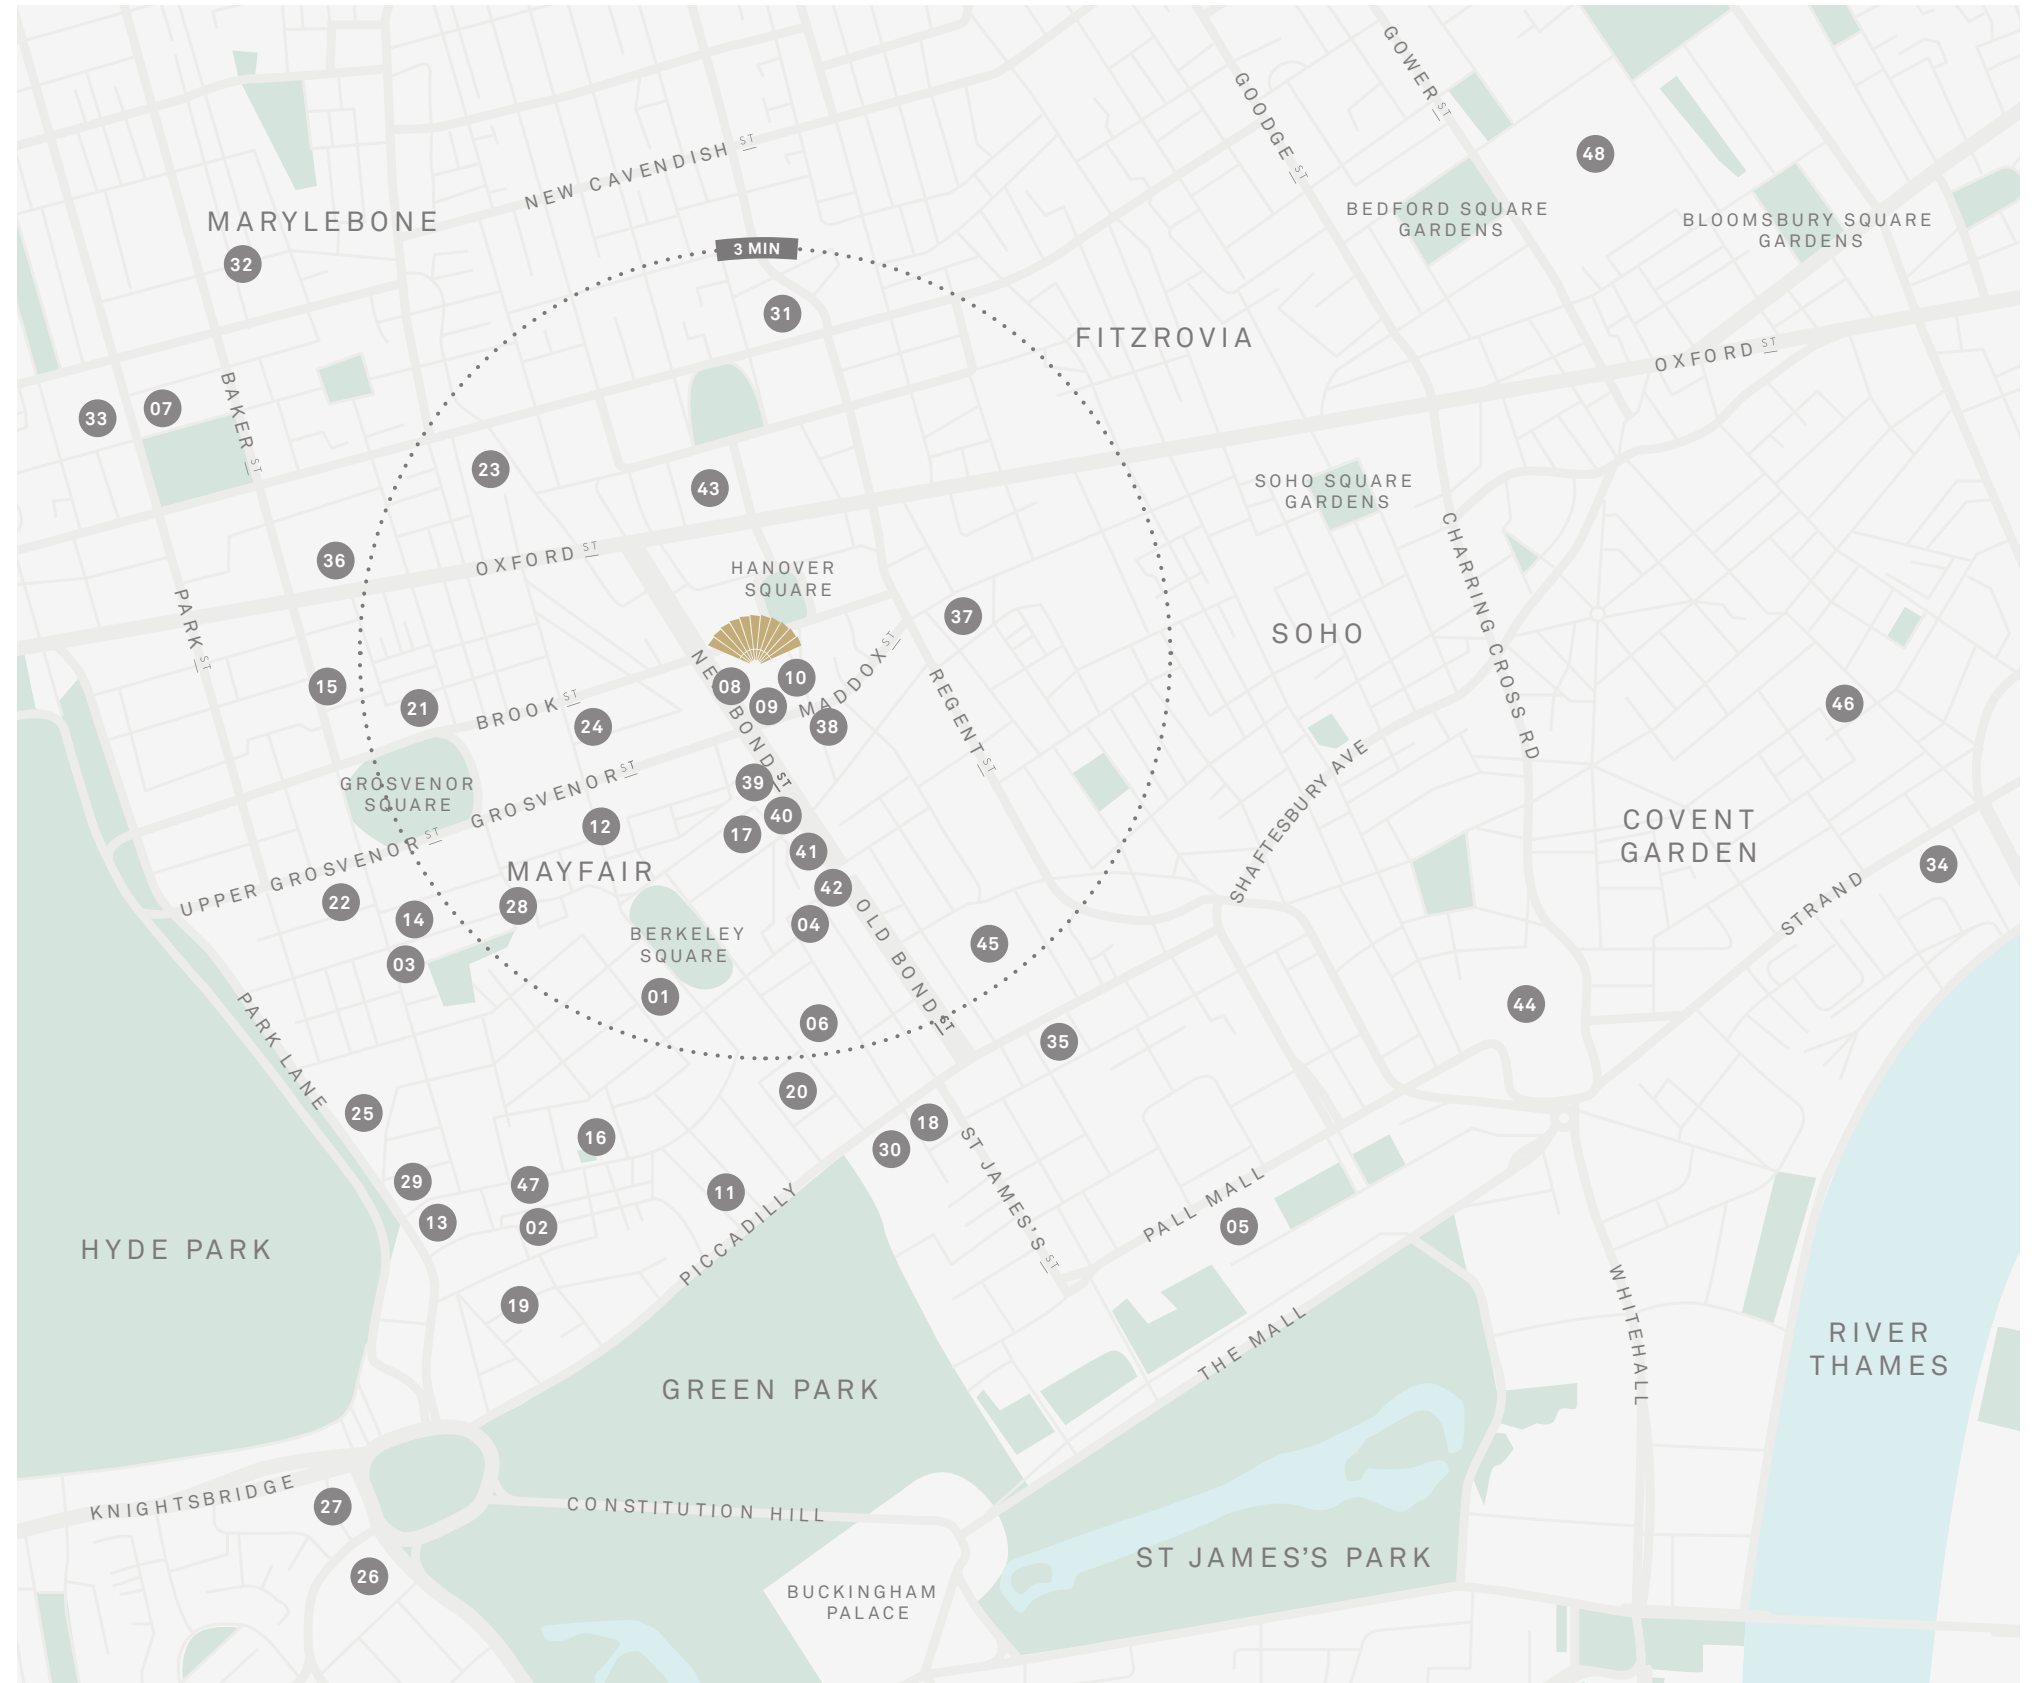 GOWER ST
GOODGE ST
NEW CAVENDISH ST
48
MARYLEBONE
BEDFORD SQUARE
GARDENS
BLOOMSBURY SQUARE
GARDENS
32
3 MIN
31
FITZROVIA
OXFORD ST
BAKER ST
33
07
23
43
SOHO SQUARE
GARDENS
CHARRING CROSS RD
36
OXFORD ST
HANOVER
SQUARE
PARK ST
37
SOHO
MADDOX ST
NEW BOND ST
08
10
09
38
REGENT ST
15
21
BROOK ST
24
46
GROSVENOR
SQUARE
GROSVENOR ST
39
40
12
17
41
SHAFTESBURY AVE
COVENT
GARDEN
34
STRAND
UPPER GROSVENOR ST
MAYFAIR
42
OLD BOND ST
22
14
28
04
BERKELEY
SQUARE
45
03
01
06
44
35
PARK LANE
20
25
18
16
30
ST JAMES'S ST
29
47
11
PICCADILLY
PALL MALL
13
02
05
HYDE PARK
19
WHITEHALL
RIVER
THAMES
THE MALL
GREEN PARK
KNIGHTSBRIDGE
27
CONSTITUTION HILL
ST JAMES'S PARK
26
BUCKINGHAM
PALACE